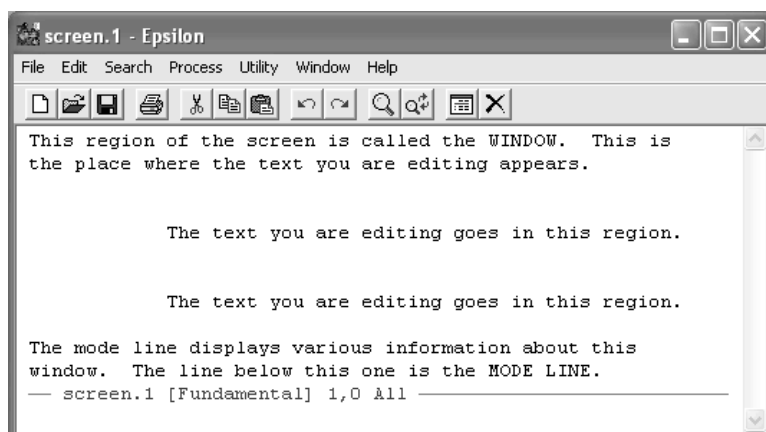 screen.1 - Epsilon
File Edit Search Process Utility Window Help
This region of the screen is called the WINDOW.  This is
the place where the text you are editing appears.
The text you are editing goes in this region.
The text you are editing goes in this region.
The mode line displays various information about this
window.  The line below this one is the MODE LINE.
screen.1 [Fundamental] 1,0 All